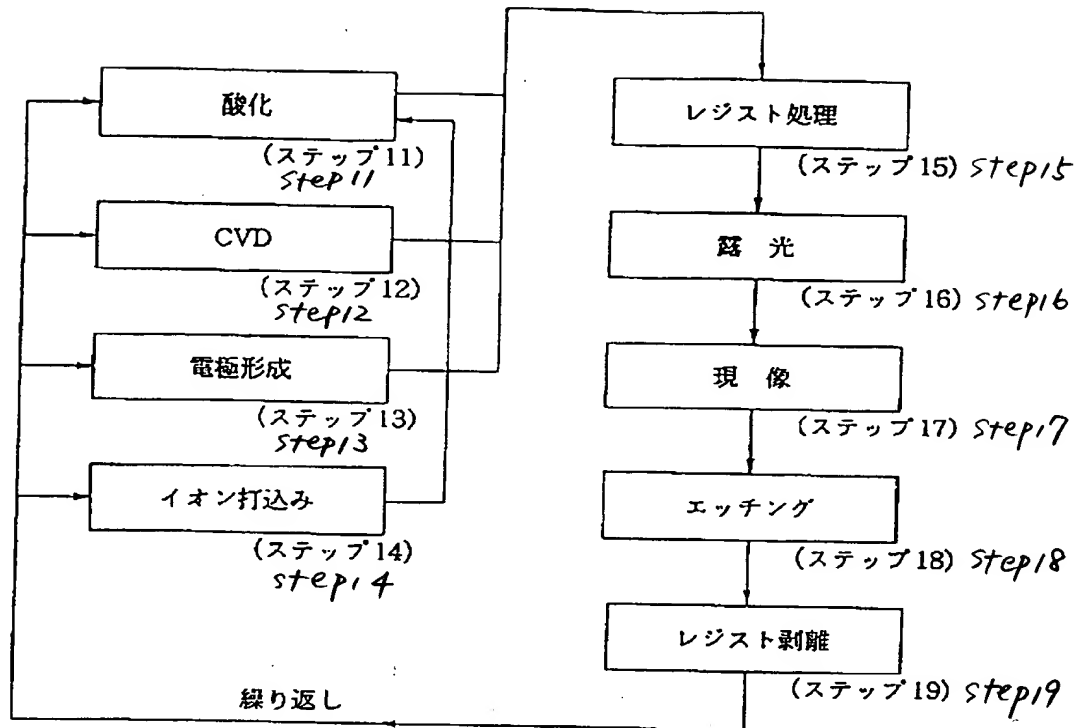 酸化
(ステップ11)
step11
CVD
(ステップ12)
step12
電極形成
(ステップ13)
step13
イオン打込み
(ステップ14)
step14
レジスト処理
(ステップ15) step15
露光
(ステップ16) step16
現像
(ステップ17) step17
エッチング
(ステップ18) step18
レジスト剥離
(ステップ19) step19
繰り返し